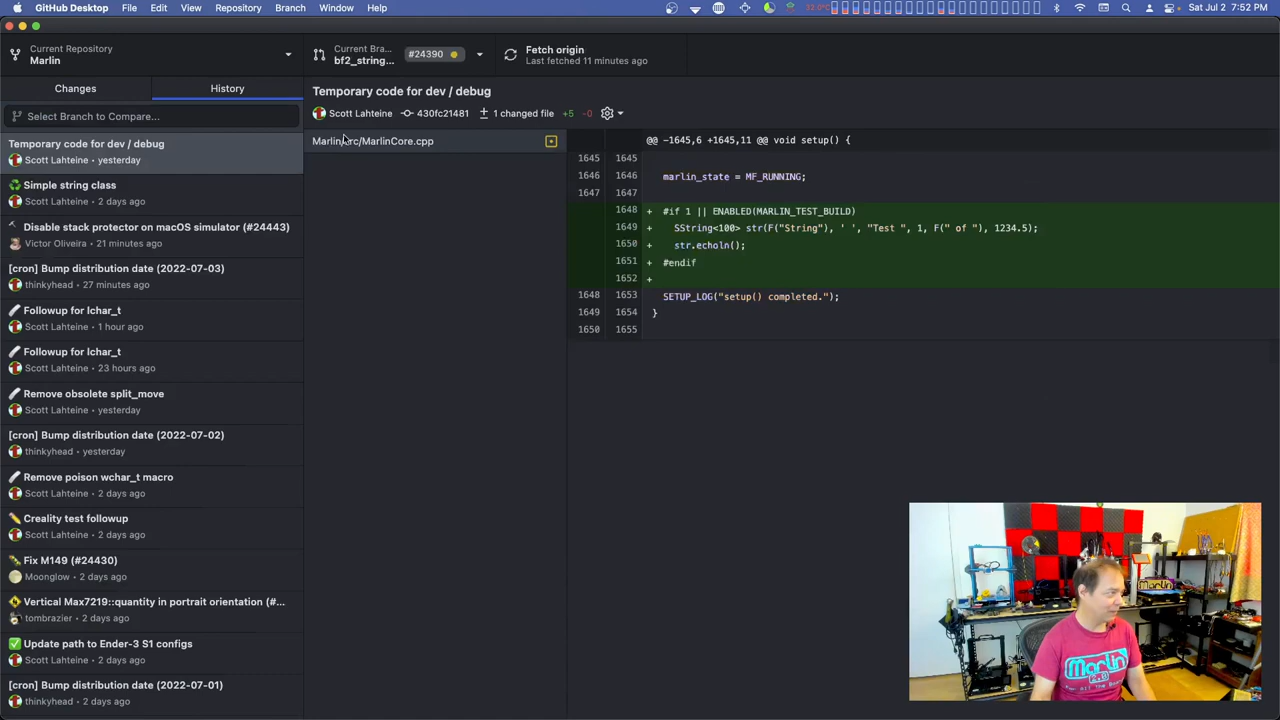 GitHub Desktop File Edit View Repository Branch Window Help
Sat Jul 2 7:52 PM
Current Repository
Marlin
Current Bra...
bf2_string...
#24390
Fetch origin
Last fetched 11 minutes ago
Changes
History
Select Branch to Compare...
Temporary code for dev / debug
Scott Lahteine • yesterday
Simple string class
Scott Lahteine • 2 days ago
Disable stack protector on macOS simulator (#24443)
Victor Oliveira • 21 minutes ago
[cron] Bump distribution date (2022-07-03)
thinkyhead • 27 minutes ago
Followup for lchar_t
Scott Lahteine • 1 hour ago
Followup for lchar_t
Scott Lahteine • 23 hours ago
Remove obsolete split_move
Scott Lahteine • yesterday
[cron] Bump distribution date (2022-07-02)
thinkyhead • yesterday
Remove poison wchar_t macro
Scott Lahteine • 2 days ago
Creality test followup
Scott Lahteine • 2 days ago
Fix M149 (#24430)
Moonglow • 2 days ago
Vertical Max7219::quantity in portrait orientation (#...
tombrazier • 2 days ago
Update path to Ender-3 S1 configs
Scott Lahteine • 2 days ago
[cron] Bump distribution date (2022-07-01)
thinkyhead • 2 days ago
Temporary code for dev / debug
Scott Lahteine 430fc21481 1 changed file +5 -0
Marlin/src/MarlinCore.cpp
@@ -1645,6 +1645,11 @@ void setup() {
1645 1645
1646 1646 marlin_state = MF_RUNNING;
1647 1647
1648 + #if 1 || ENABLED(MARLIN_TEST_BUILD)
1649 + SString<100> str(F("String"), ' ', "Test ", 1, F(" of "), 1234.5);
1650 + str.echoln();
1651 + #endif
1652 +
1648 1653 SETUP_LOG("setup() completed.");
1649 1654 }
1650 1655
Marlin
Marlin
2.0